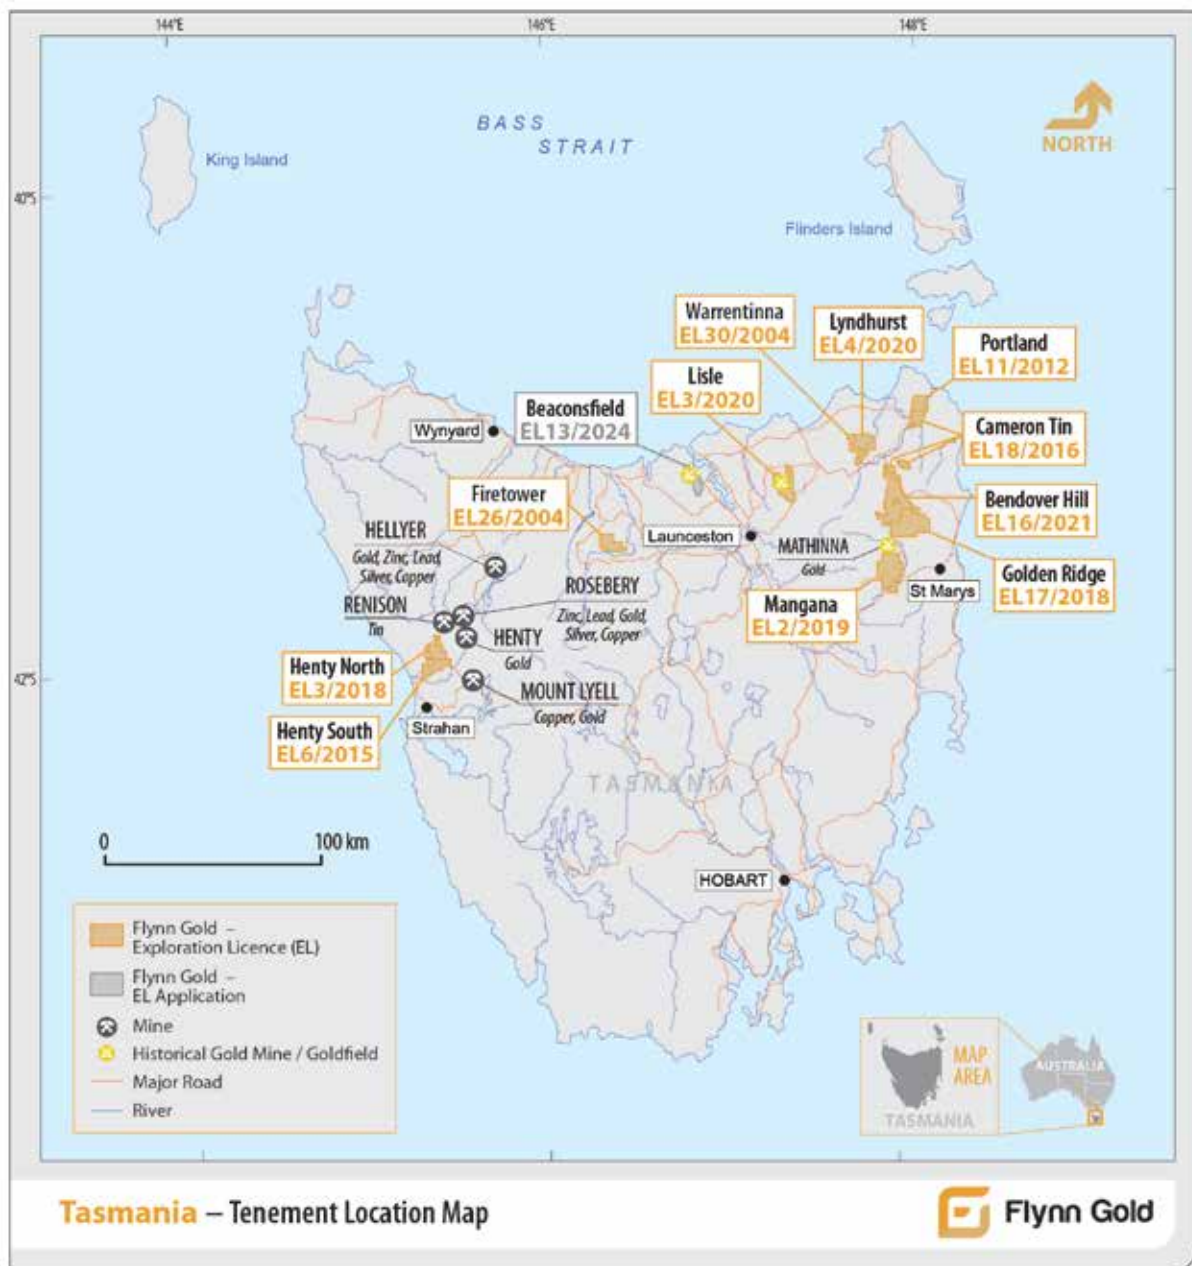 144°E
146°E
148°E
BASS
STRAIT
NORTH
King Island
40°S
Flinders Island
Warrentinna
EL30/2004
Lyndhurst
EL4/2020
Portland
EL11/2012
Lisle
EL3/2020
Beaconsfield
EL13/2024
Cameron Tin
EL18/2016
Wynyard
Firetower
EL26/2004
Bendover Hill
EL16/2021
HELLYER
Gold, Zinc, Lead,
Silver, Copper
Launceston
MATHINNA
Gold
Golden Ridge
EL17/2018
St Marys
RENISON
Tin
ROSEBERY
Zinc, Lead, Gold,
Silver, Copper
Mangana
EL2/2019
HENTY
Gold
Henty North
EL3/2018
42°S
MOUNT LYELL
Copper, Gold
Henty South
EL6/2015
Strahan
TASMANIA
0 100 km
HOBART
Flynn Gold –
Exploration Licence (EL)
Flynn Gold –
EL Application
Mine
Historical Gold Mine / Goldfield
Major Road
River
MAP
AREA
TASMANIA
AUSTRALIA
Tasmania – Tenement Location Map
Flynn Gold